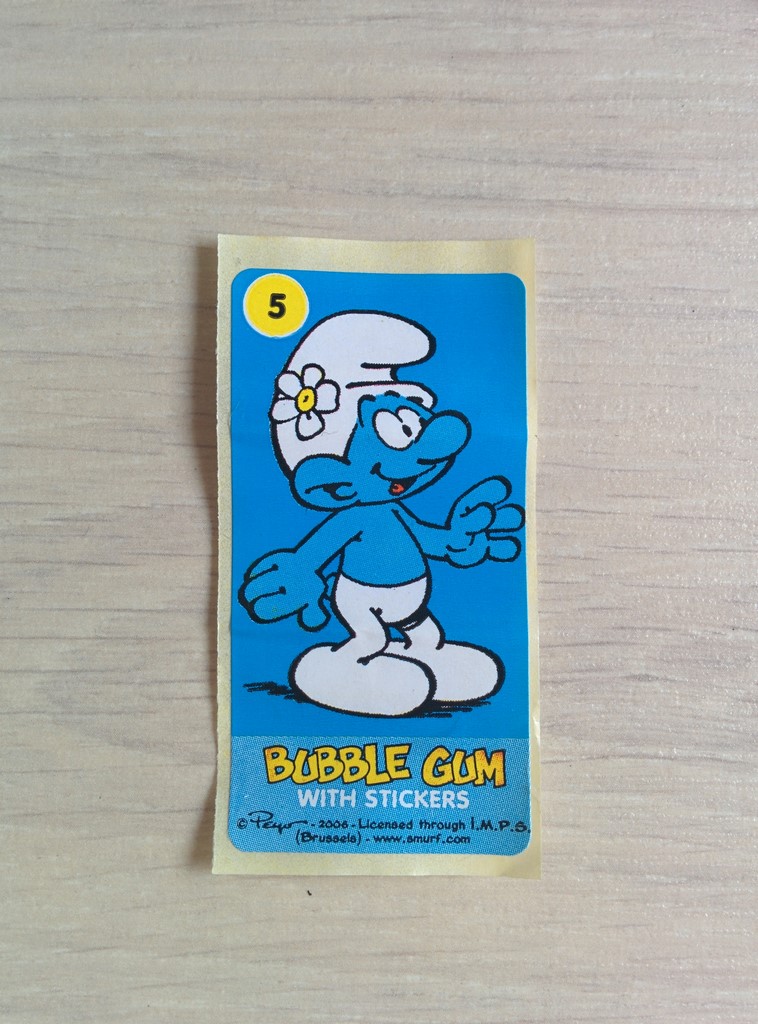 5
BUBBLE GUM
WITH STICKERS
© Peyo - 2006 - Licensed through I.M.P.S.
(Brussels) - www.smurf.com